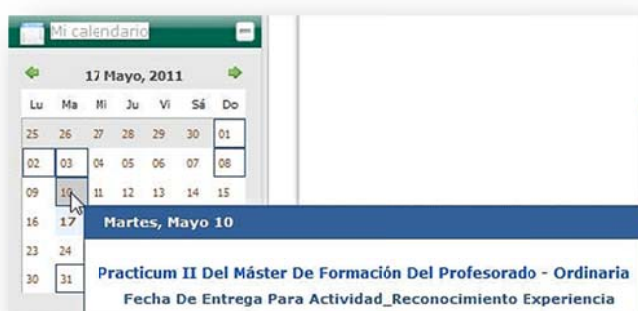 Mi calendario
17 Mayo, 2011
Lu Ma Mi Ju Vi Sá Do
25 26 27 28 29 30 01
02 03 04 05 06 07 08
09 10 11 12 13 14 15
16 17
Martes, Mayo 10
23 24
Practicum II Del Máster De Formación Del Profesorado - Ordinaria
30 31
Fecha De Entrega Para Actividad_Reconocimiento Experiencia